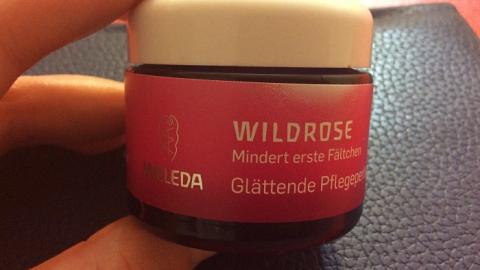 WILDROSE
Mindert erste Fältchen
WELEDA
Glättende